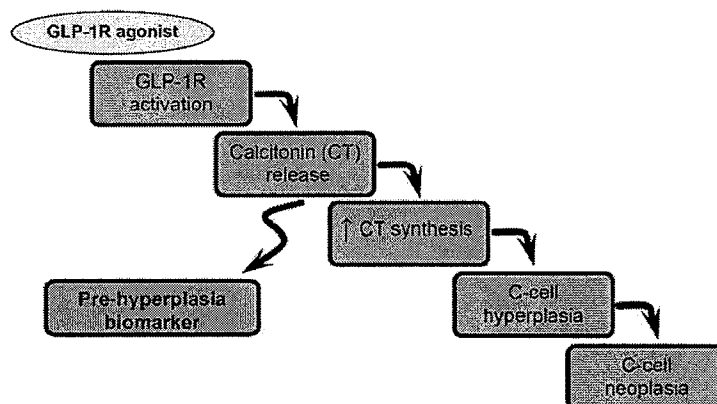 GLP-1R agonist
GLP-1R
activation
Calcitonin (CT)
release
↑ CT synthesis
Pre-hyperplasia
biomarker
C-cell
hyperplasia
C-cell
neoplasia